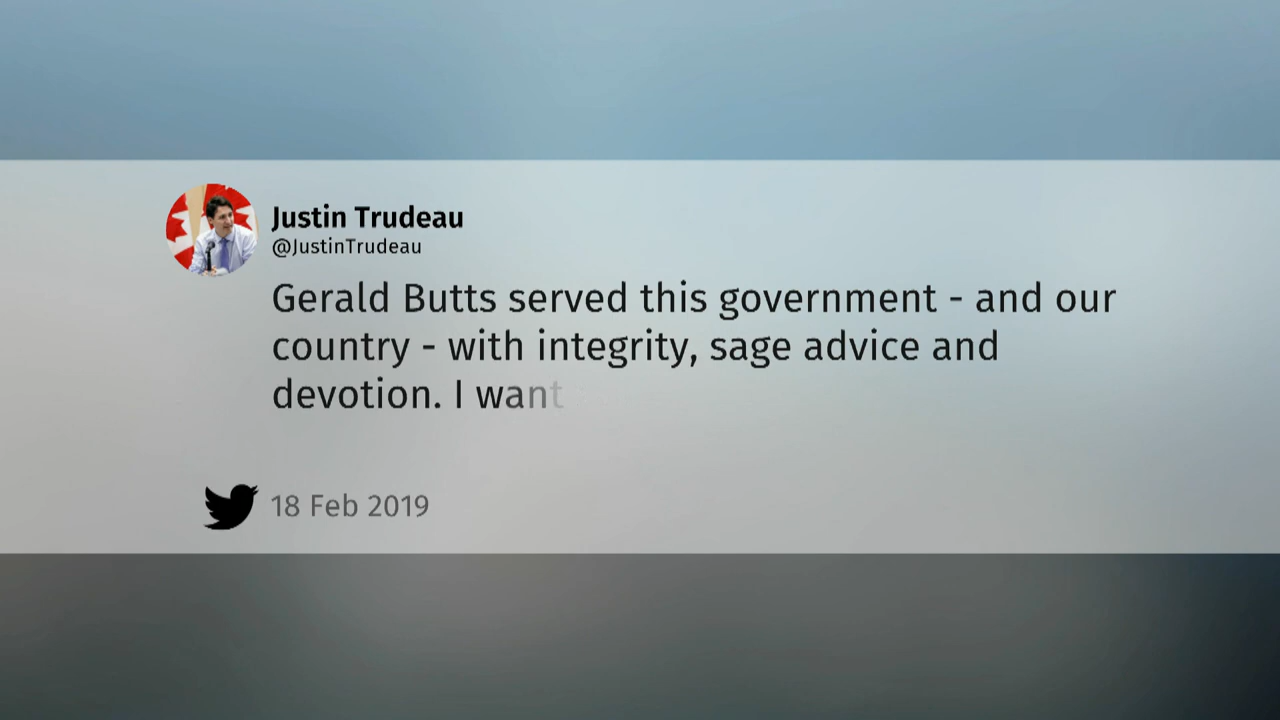 Justin Trudeau
@JustinTrudeau
Gerald Butts served this government - and our
country - with integrity, sage advice and
devotion. I want
18 Feb 2019